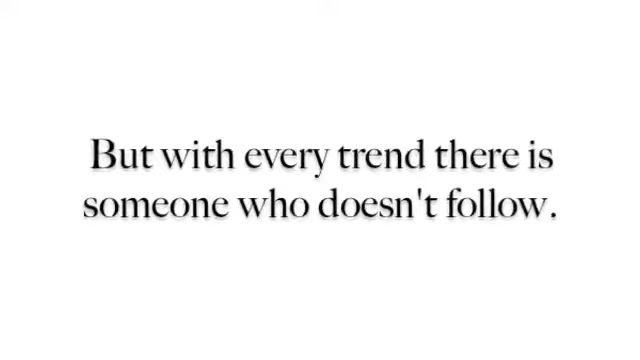 But with every trend there is
someone who doesn't follow.